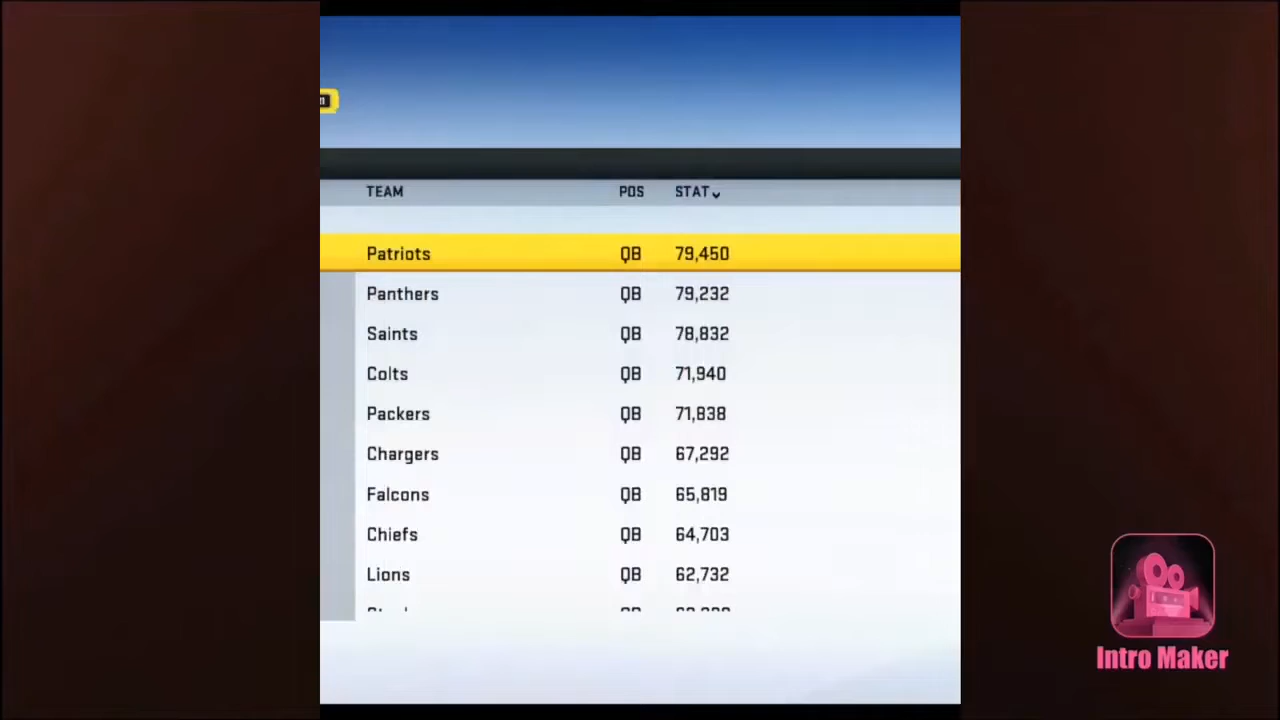 TEAM POS STAT
Patriots QB 79,450
Panthers QB 79,232
Saints QB 78,832
Colts QB 71,940
Packers QB 71,838
Chargers QB 67,292
Falcons QB 65,819
Chiefs QB 64,703
Lions QB 62,732
Intro Maker